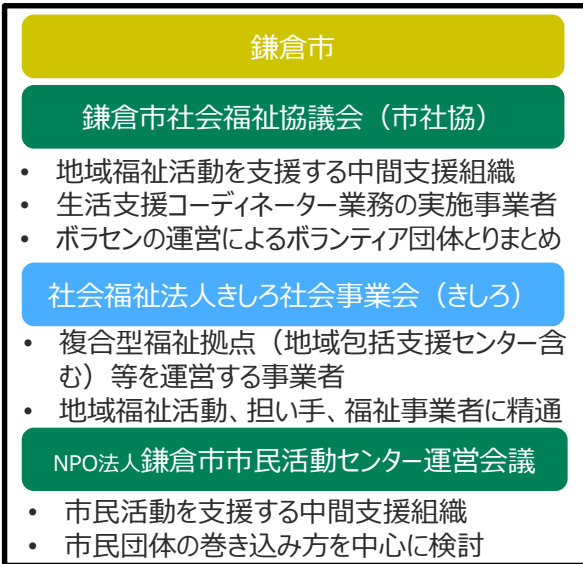 鎌倉市
鎌倉市社会福祉協議会（市社協）
• 地域福祉活動を支援する中間支援組織
• 生活支援コーディネーター業務の実施事業者
• ボラセンの運営によるボランティア団体とりまとめ
社会福祉法人きしろ社会事業会（きしろ）
• 複合型福祉拠点（地域包括支援センター含
む）等を運営する事業者
• 地域福祉活動、担い手、福祉事業者に精通
NPO法人鎌倉市市民活動センター運営会議
• 市民活動を支援する中間支援組織
• 市民団体の巻き込み方を中心に検討